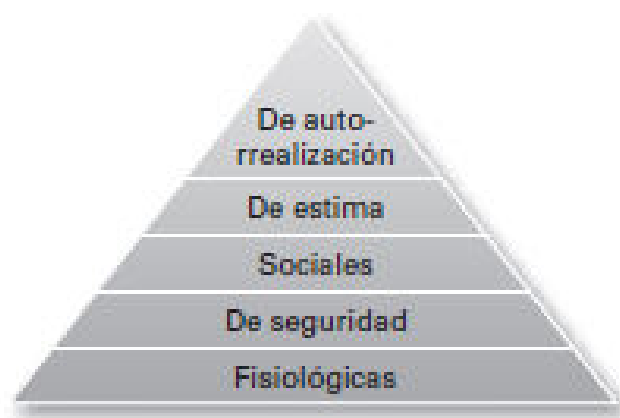 De auto-
rrealización
De estima
Sociales
De seguridad
Fisiológicas